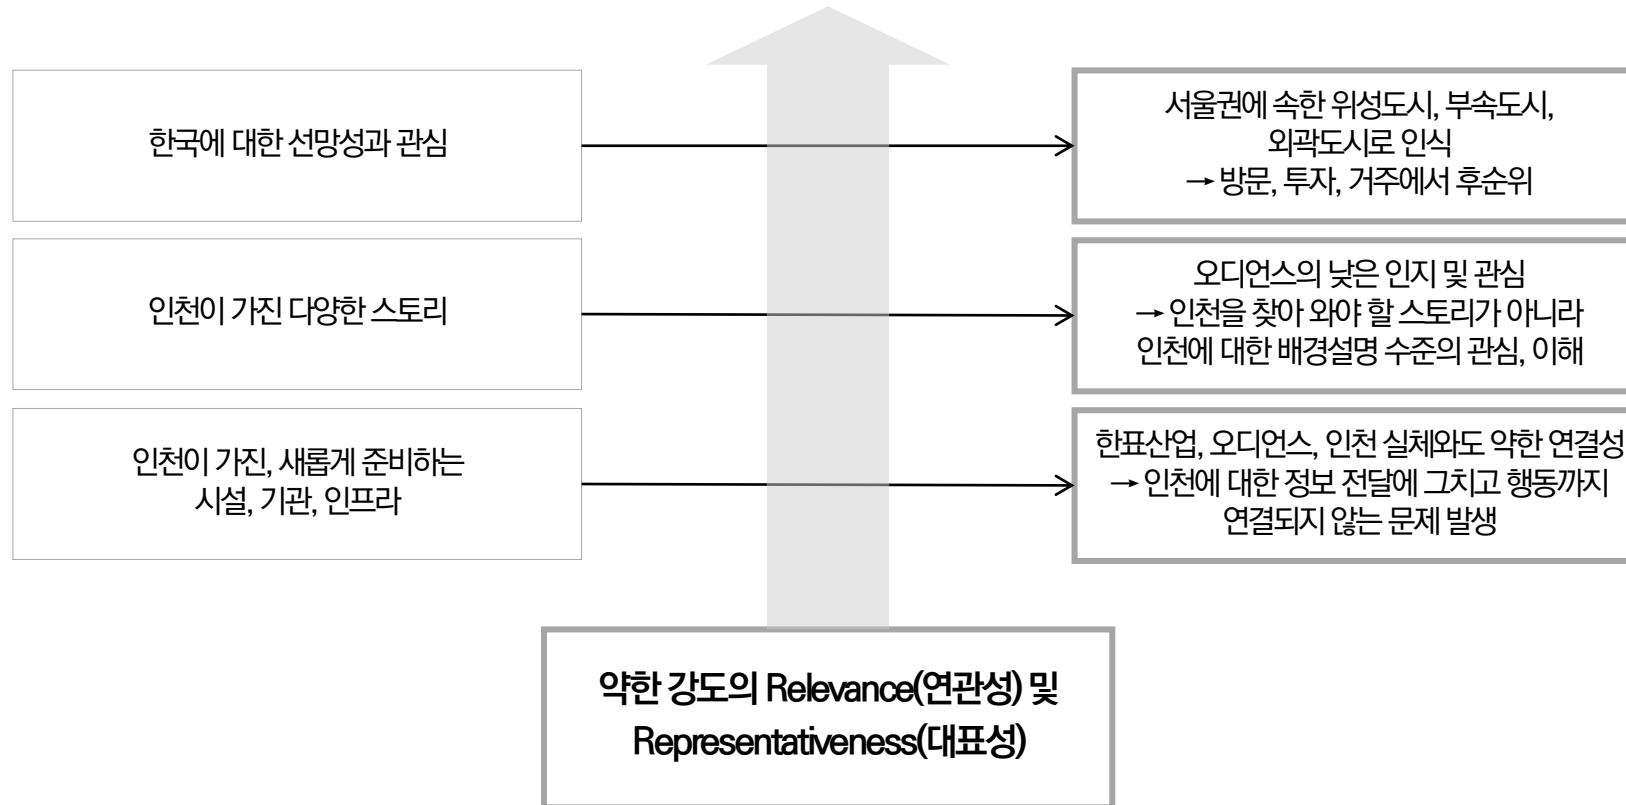 한국에 대한 선망성과 관심
서울권에 속한 위성도시, 부속도시,
외곽도시로 인식
→ 방문, 투자, 거주에서 후순위
인천이 가진 다양한 스토리
오디언스의 낮은 인지 및 관심
→ 인천을 찾아 와야 할 스토리가 아니라
인천에 대한 배경설명 수준의 관심, 이해
인천이 가진, 새롭게 준비하는
시설, 기관, 인프라
한표산업, 오디언스, 인천 실체와도 약한 연결성
→ 인천에 대한 정보 전달에 그치고 행동까지
연결되지 않는 문제 발생
약한 강도의 Relevance(연관성) 및
Representativeness(대표성)